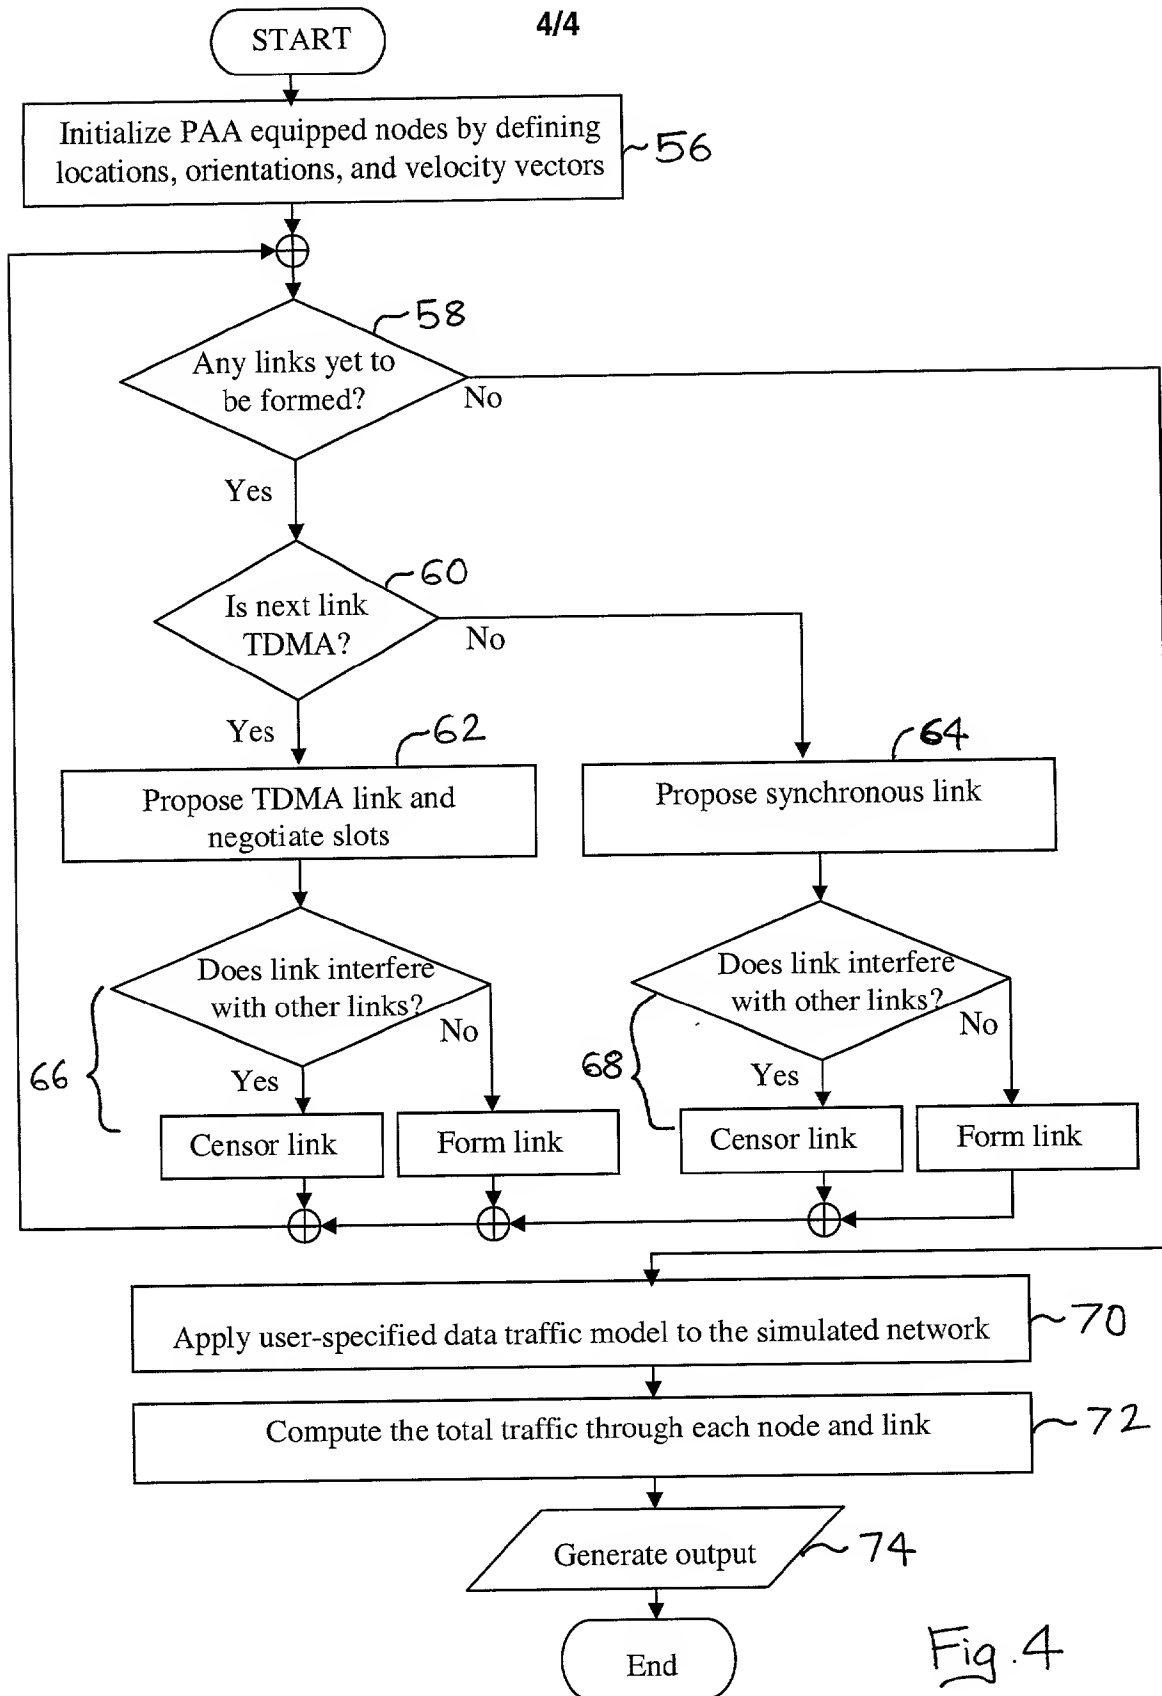 4/4
START
Initialize PAA equipped nodes by defining
locations, orientations, and velocity vectors
56
58
Any links yet to
be formed?
No
Yes
60
Is next link
TDMA?
No
Yes
62
64
Propose TDMA link and
negotiate slots
Propose synchronous link
Does link interfere
with other links?
Does link interfere
with other links?
No
No
66
Yes
68
Yes
Censor link
Form link
Censor link
Form link
Apply user-specified data traffic model to the simulated network
70
Compute the total traffic through each node and link
72
Generate output
74
End
Fig. 4